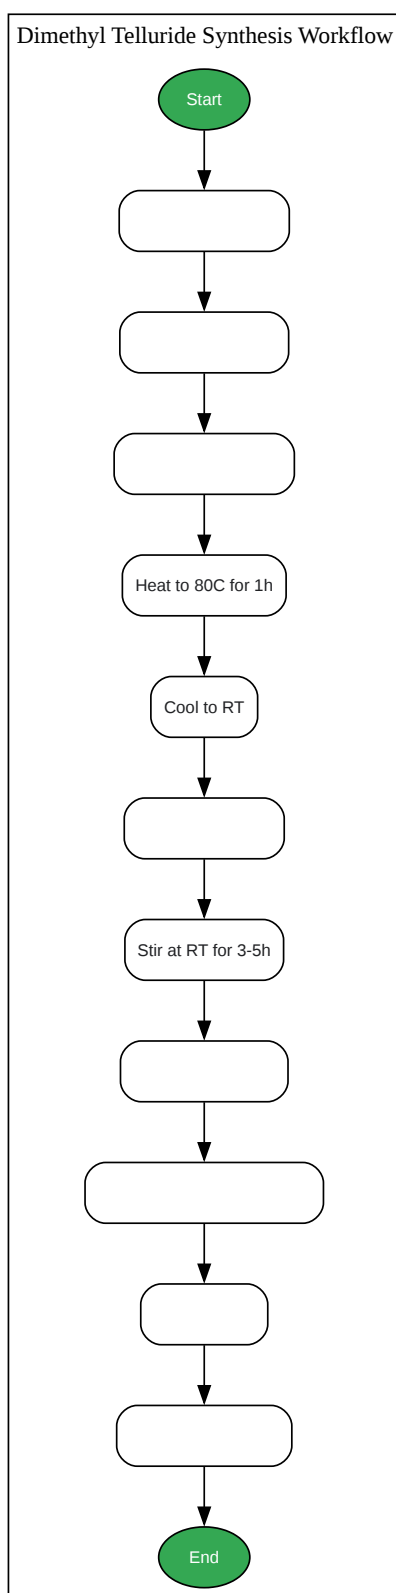 Dimethyl Telluride Synthesis Workflow
Start
Heat to 80C for 1h
Cool to RT
Stir at RT for 3-5h
End